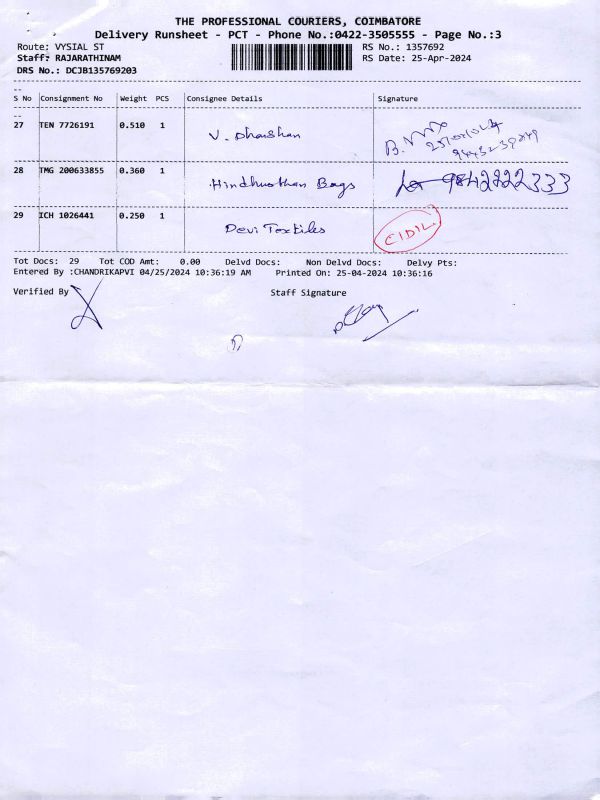 THE PROFESSIONAL COURIERS, COIMBATORE
Delivery Runsheet - PCT - Phone No.:0422-3505555 - Page No.:3
Route: VYSIAL ST RS No.: 1357692
Staff: RAJARATHINAM RS Date: 25-Apr-2024
DRS No.: DCJB135769203
S No Consignment No Weight PCS Consignee Details Signature
27 TEN 7726191 0.510 1 V. Dharshan
28 TMG 200633855 0.360 1 Hindhusthan Bags 9842222333
29 ICH 1026441 0.250 1 Devi Textiles
Tot Docs: 29 Tot COD Amt: 0.00 Delvd Docs: Non Delvd Docs: Delvy Pts:
Entered By :CHANDRIKAPVI 04/25/2024 10:36:19 AM Printed On: 25-04-2024 10:36:16
Verified By Staff Signature